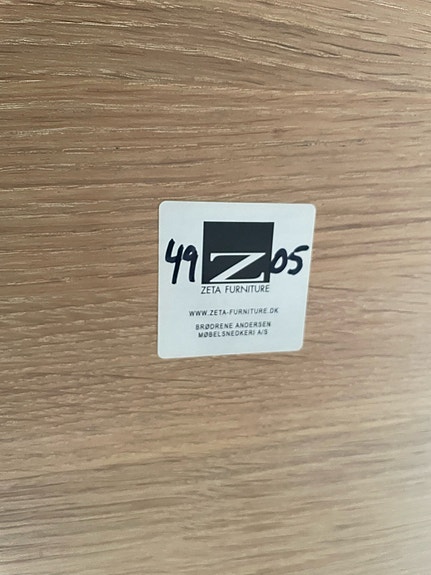 49 Z 05
ZETA FURNITURE
WWW.ZETA-FURNITURE.DK
BRØDRENE ANDERSEN
MØBELSNEDKERI A/S